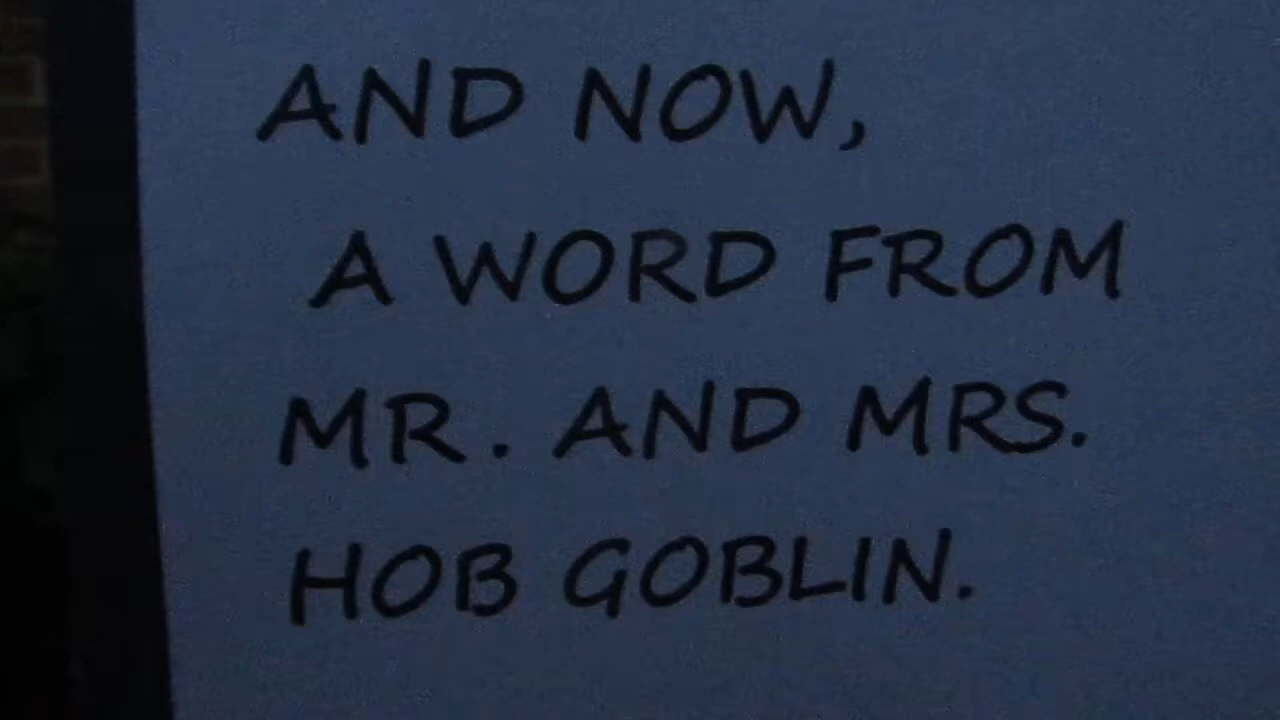 AND NOW,
A WORD FROM
MR. AND MRS.
HOB GOBLIN.